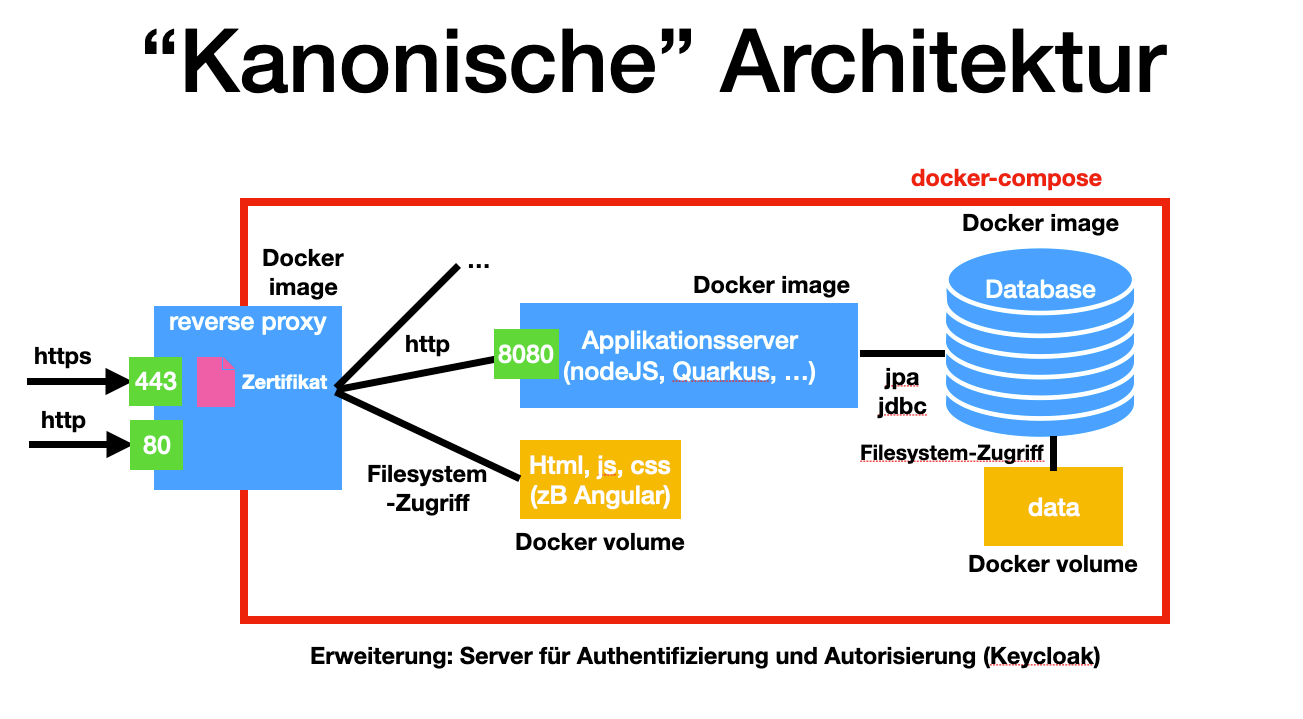 “Kanonische” Architektur
docker-compose
Docker image
Database
Docker
image
reverse proxy
https
443
Zertifikat
http
80
...
http
Docker image
8080
Applikationsserver
(nodeJS, Quarkus, ...)
jpa
jdbc
Filesystem
-Zugriff
Html, js, css
(zB Angular)
Docker volume
Filesystem-Zugriff
data
Docker volume
Erweiterung: Server für Authentifizierung und Autorisierung (Keycloak)